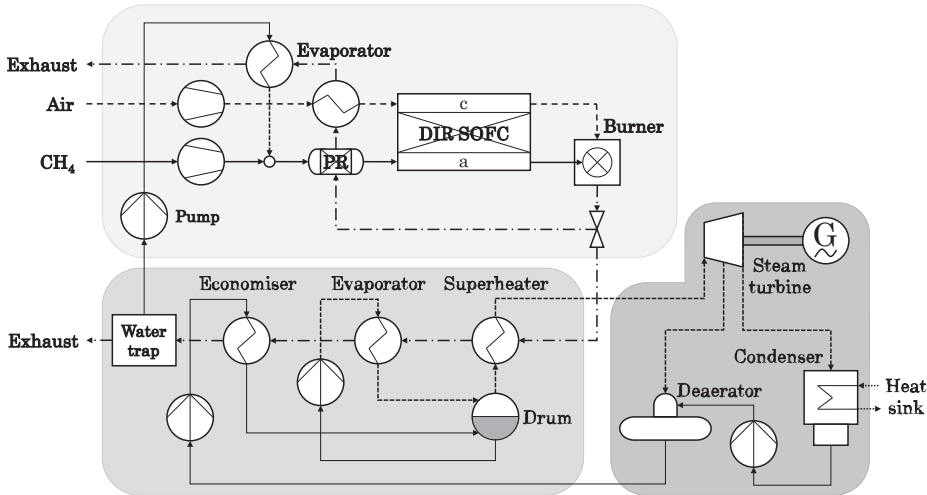 Evaporator
Exhaust
Air
CH₄
c
DIR SOFC
a
Burner
PR
Pump
G
Steam
turbine
Economiser
Evaporator
Superheater
Exhaust
Water
trap
Condenser
Heat
sink
Deaerator
Drum